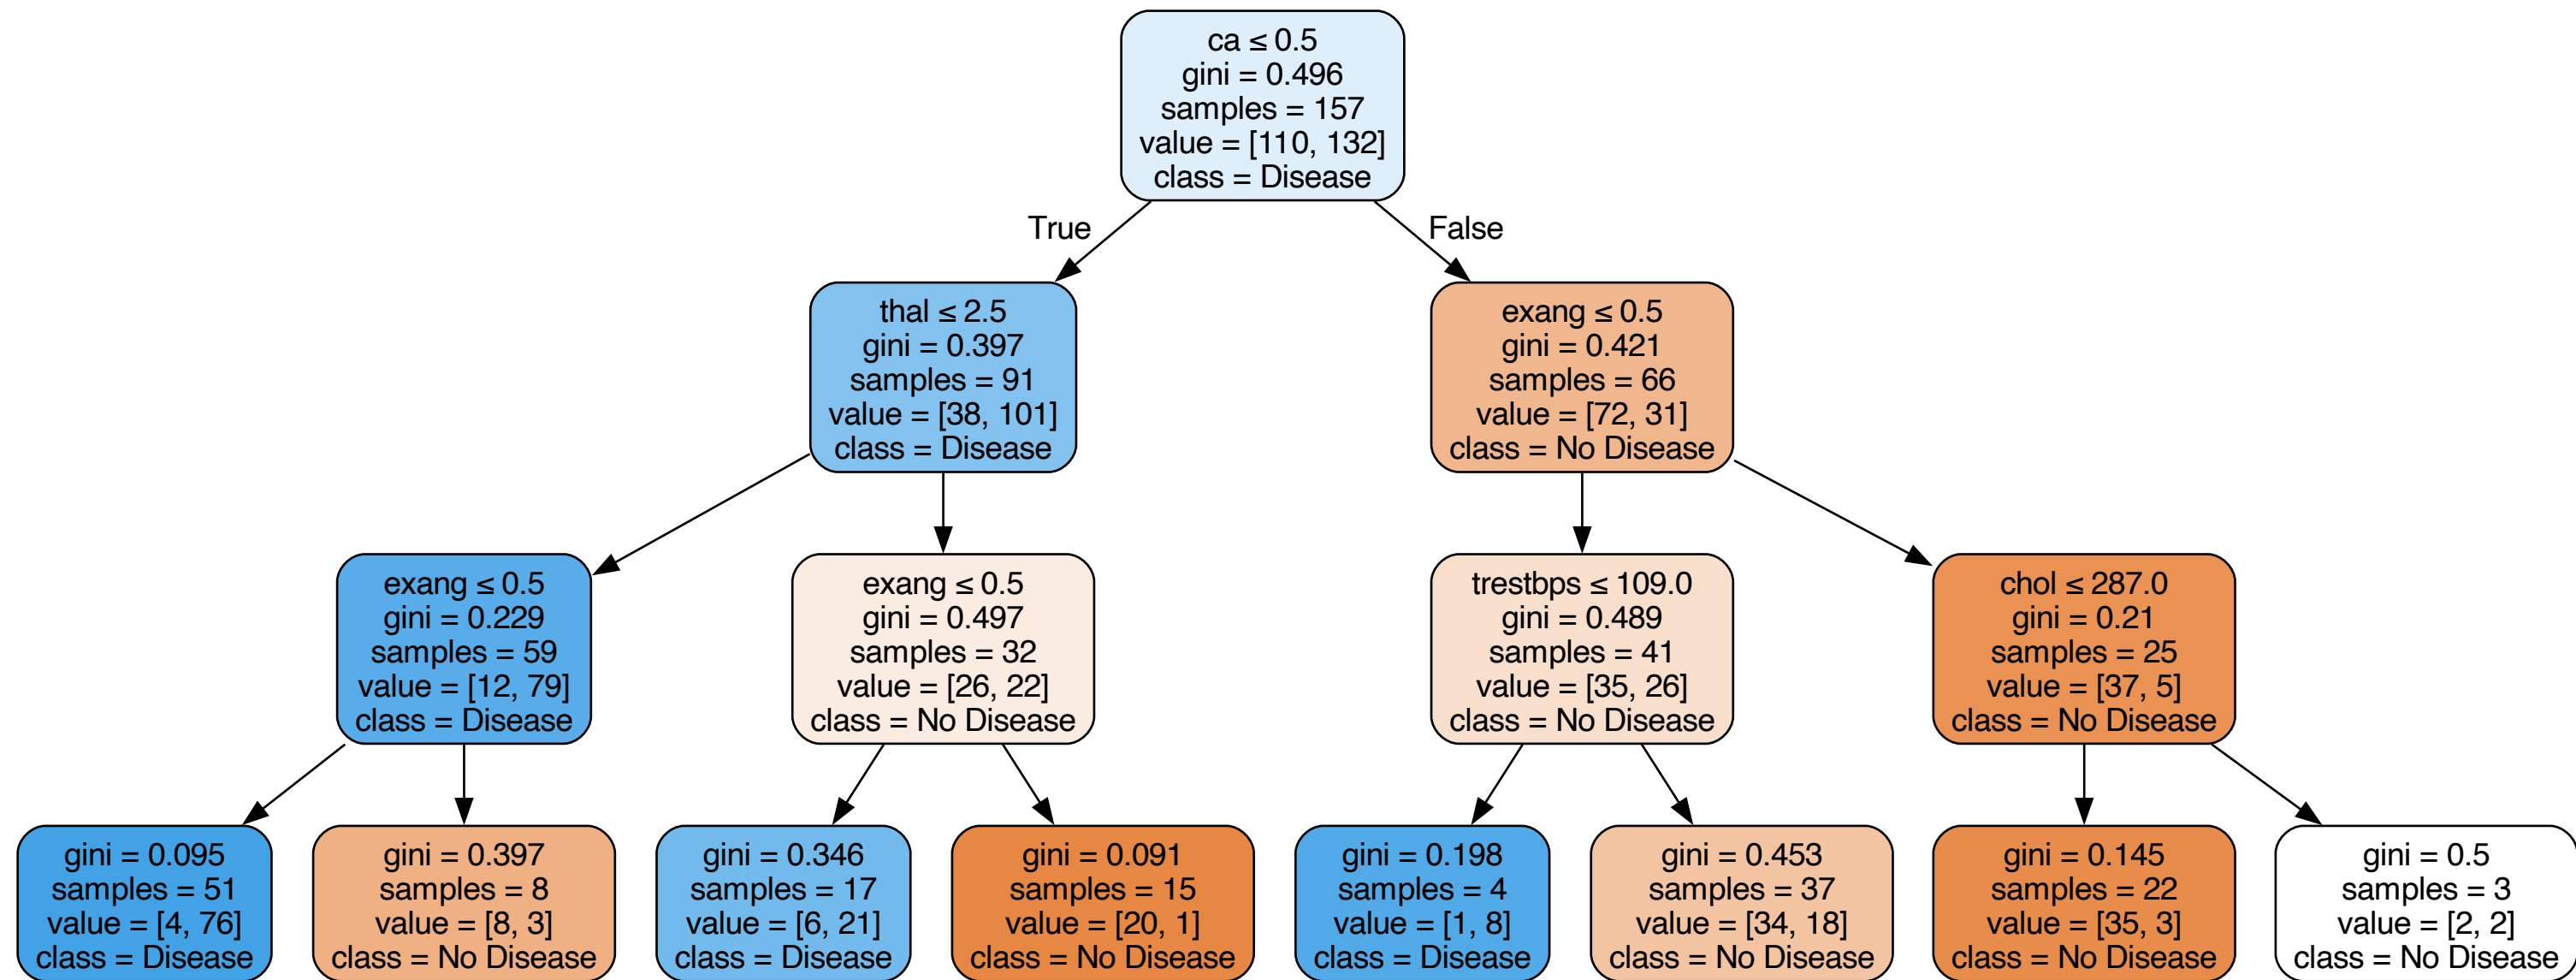 ca ≤ 0.5
gini = 0.496
samples = 157
value = [110, 132]
class = Disease
True
False
thal ≤ 2.5
gini = 0.397
samples = 91
value = [38, 101]
class = Disease
exang ≤ 0.5
gini = 0.421
samples = 66
value = [72, 31]
class = No Disease
exang ≤ 0.5
gini = 0.229
samples = 59
value = [12, 79]
class = Disease
exang ≤ 0.5
gini = 0.497
samples = 32
value = [26, 22]
class = No Disease
trestbps ≤ 109.0
gini = 0.489
samples = 41
value = [35, 26]
class = No Disease
chol ≤ 287.0
gini = 0.21
samples = 25
value = [37, 5]
class = No Disease
gini = 0.095
samples = 51
value = [4, 76]
class = Disease
gini = 0.397
samples = 8
value = [8, 3]
class = No Disease
gini = 0.346
samples = 17
value = [6, 21]
class = Disease
gini = 0.091
samples = 15
value = [20, 1]
class = No Disease
gini = 0.198
samples = 4
value = [1, 8]
class = Disease
gini = 0.453
samples = 37
value = [34, 18]
class = No Disease
gini = 0.145
samples = 22
value = [35, 3]
class = No Disease
gini = 0.5
samples = 3
value = [2, 2]
class = No Disease